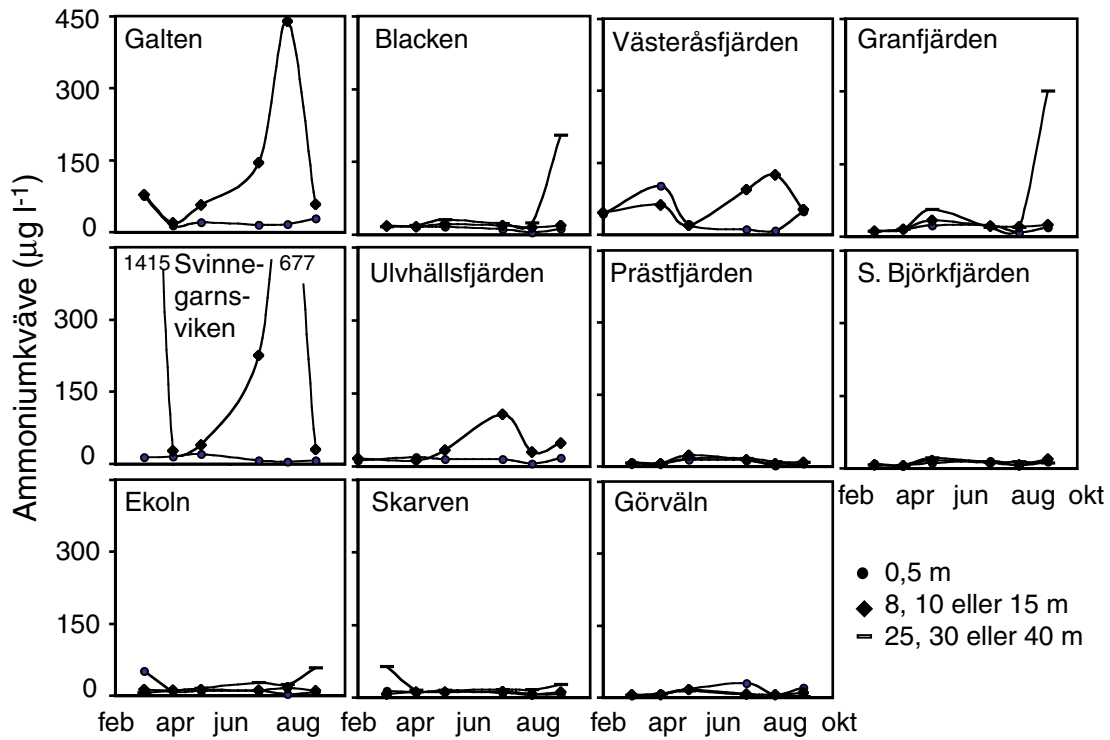 Ammoniumkväve (µg l-1)
450
300
150
0
Galten
Blacken
Västeråsfjärden
Granfjärden
300
150
0
1415
Svinne-
garns-
viken
677
Ulvhällsfjärden
Prästfjärden
S. Björkfjärden
feb apr jun aug okt
300
150
0
Ekoln
Skarven
Görväln
feb apr jun aug feb apr jun aug feb apr jun aug okt
0,5 m
8, 10 eller 15 m
25, 30 eller 40 m